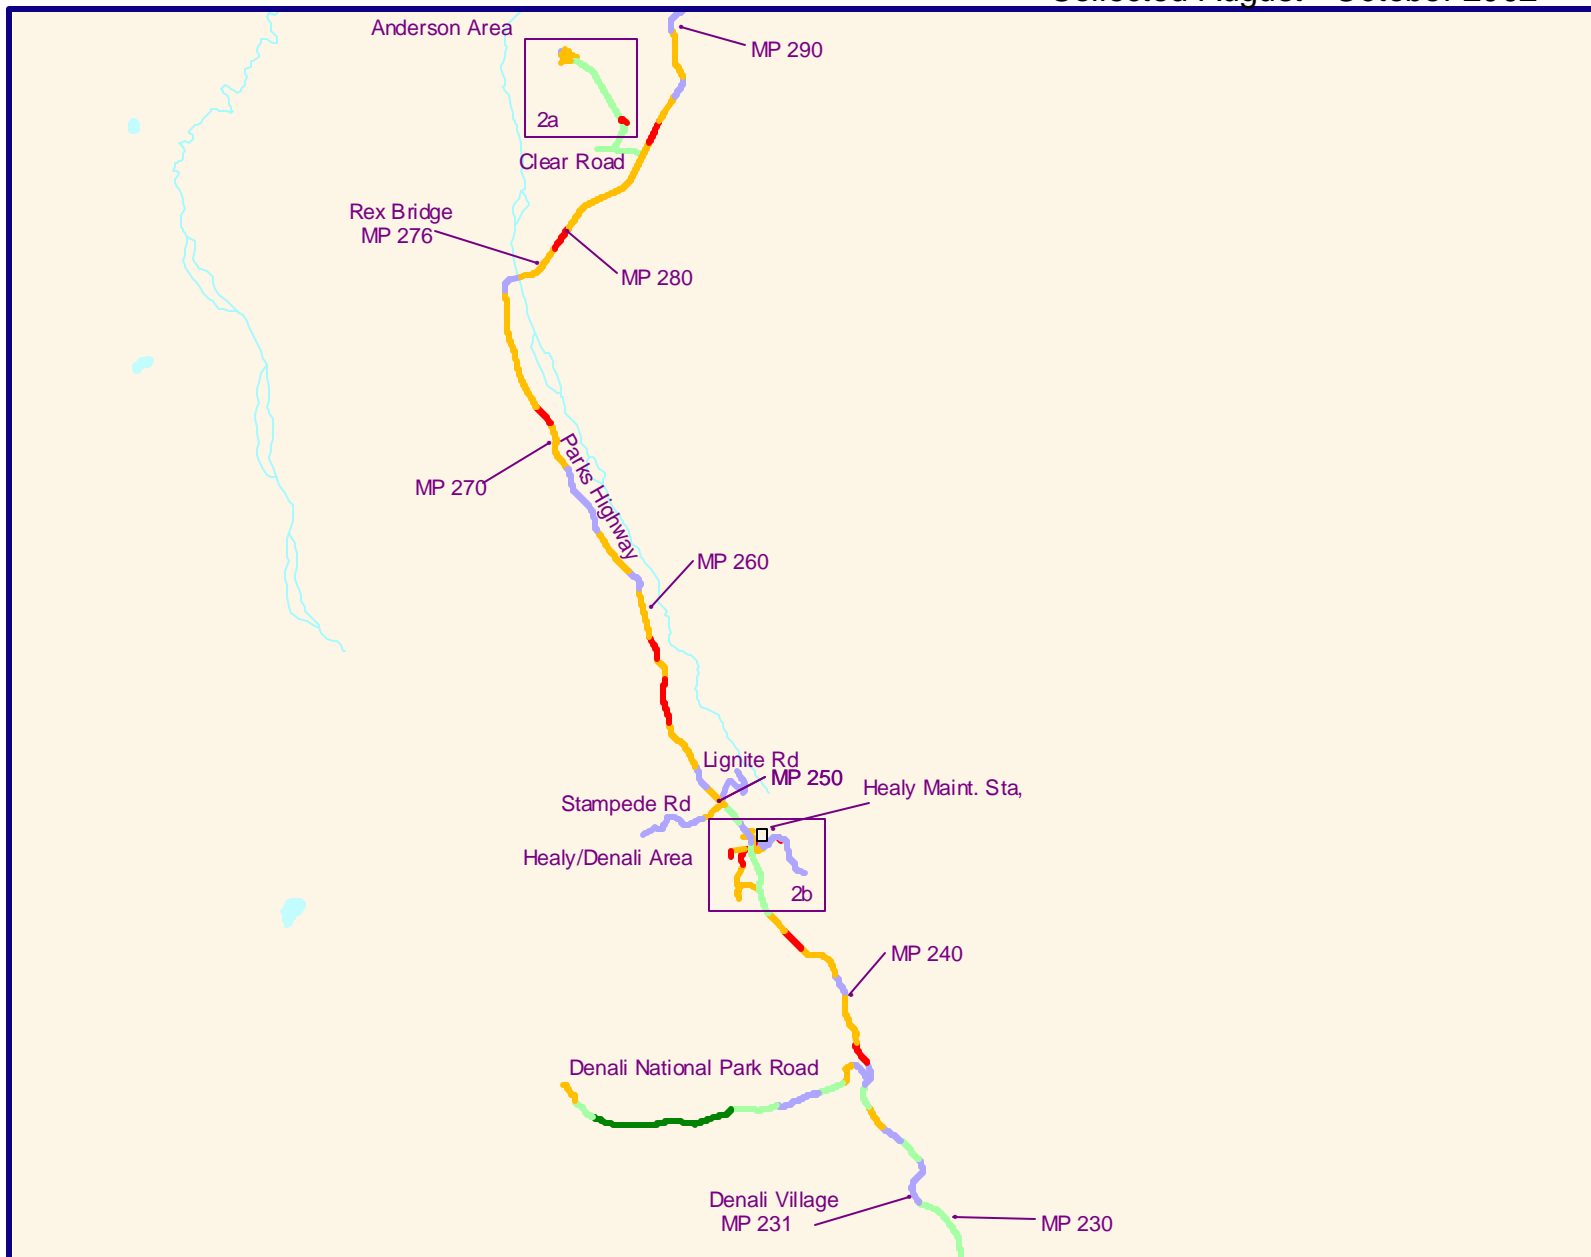 Anderson Area
MP 290
2a
Clear Road
Rex Bridge
MP 276
MP 280
Parks Highway
MP 270
MP 260
Lignite Rd
MP 250
Healy Maint. Sta,
Stampede Rd
Healy/Denali Area
2b
MP 240
Denali National Park Road
Denali Village
MP 231
MP 230